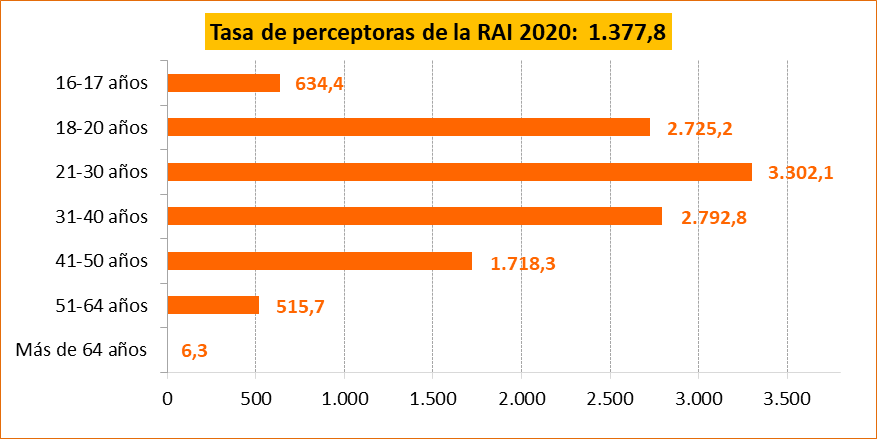 Tasa de perceptoras de la RAI 2020: 1.377,8
16-17 años 634,4
18-20 años 2.725,2
21-30 años 3.302,1
31-40 años 2.792,8
41-50 años 1.718,3
51-64 años 515,7
Más de 64 años 6,3
0 500 1.000 1.500 2.000 2.500 3.000 3.500